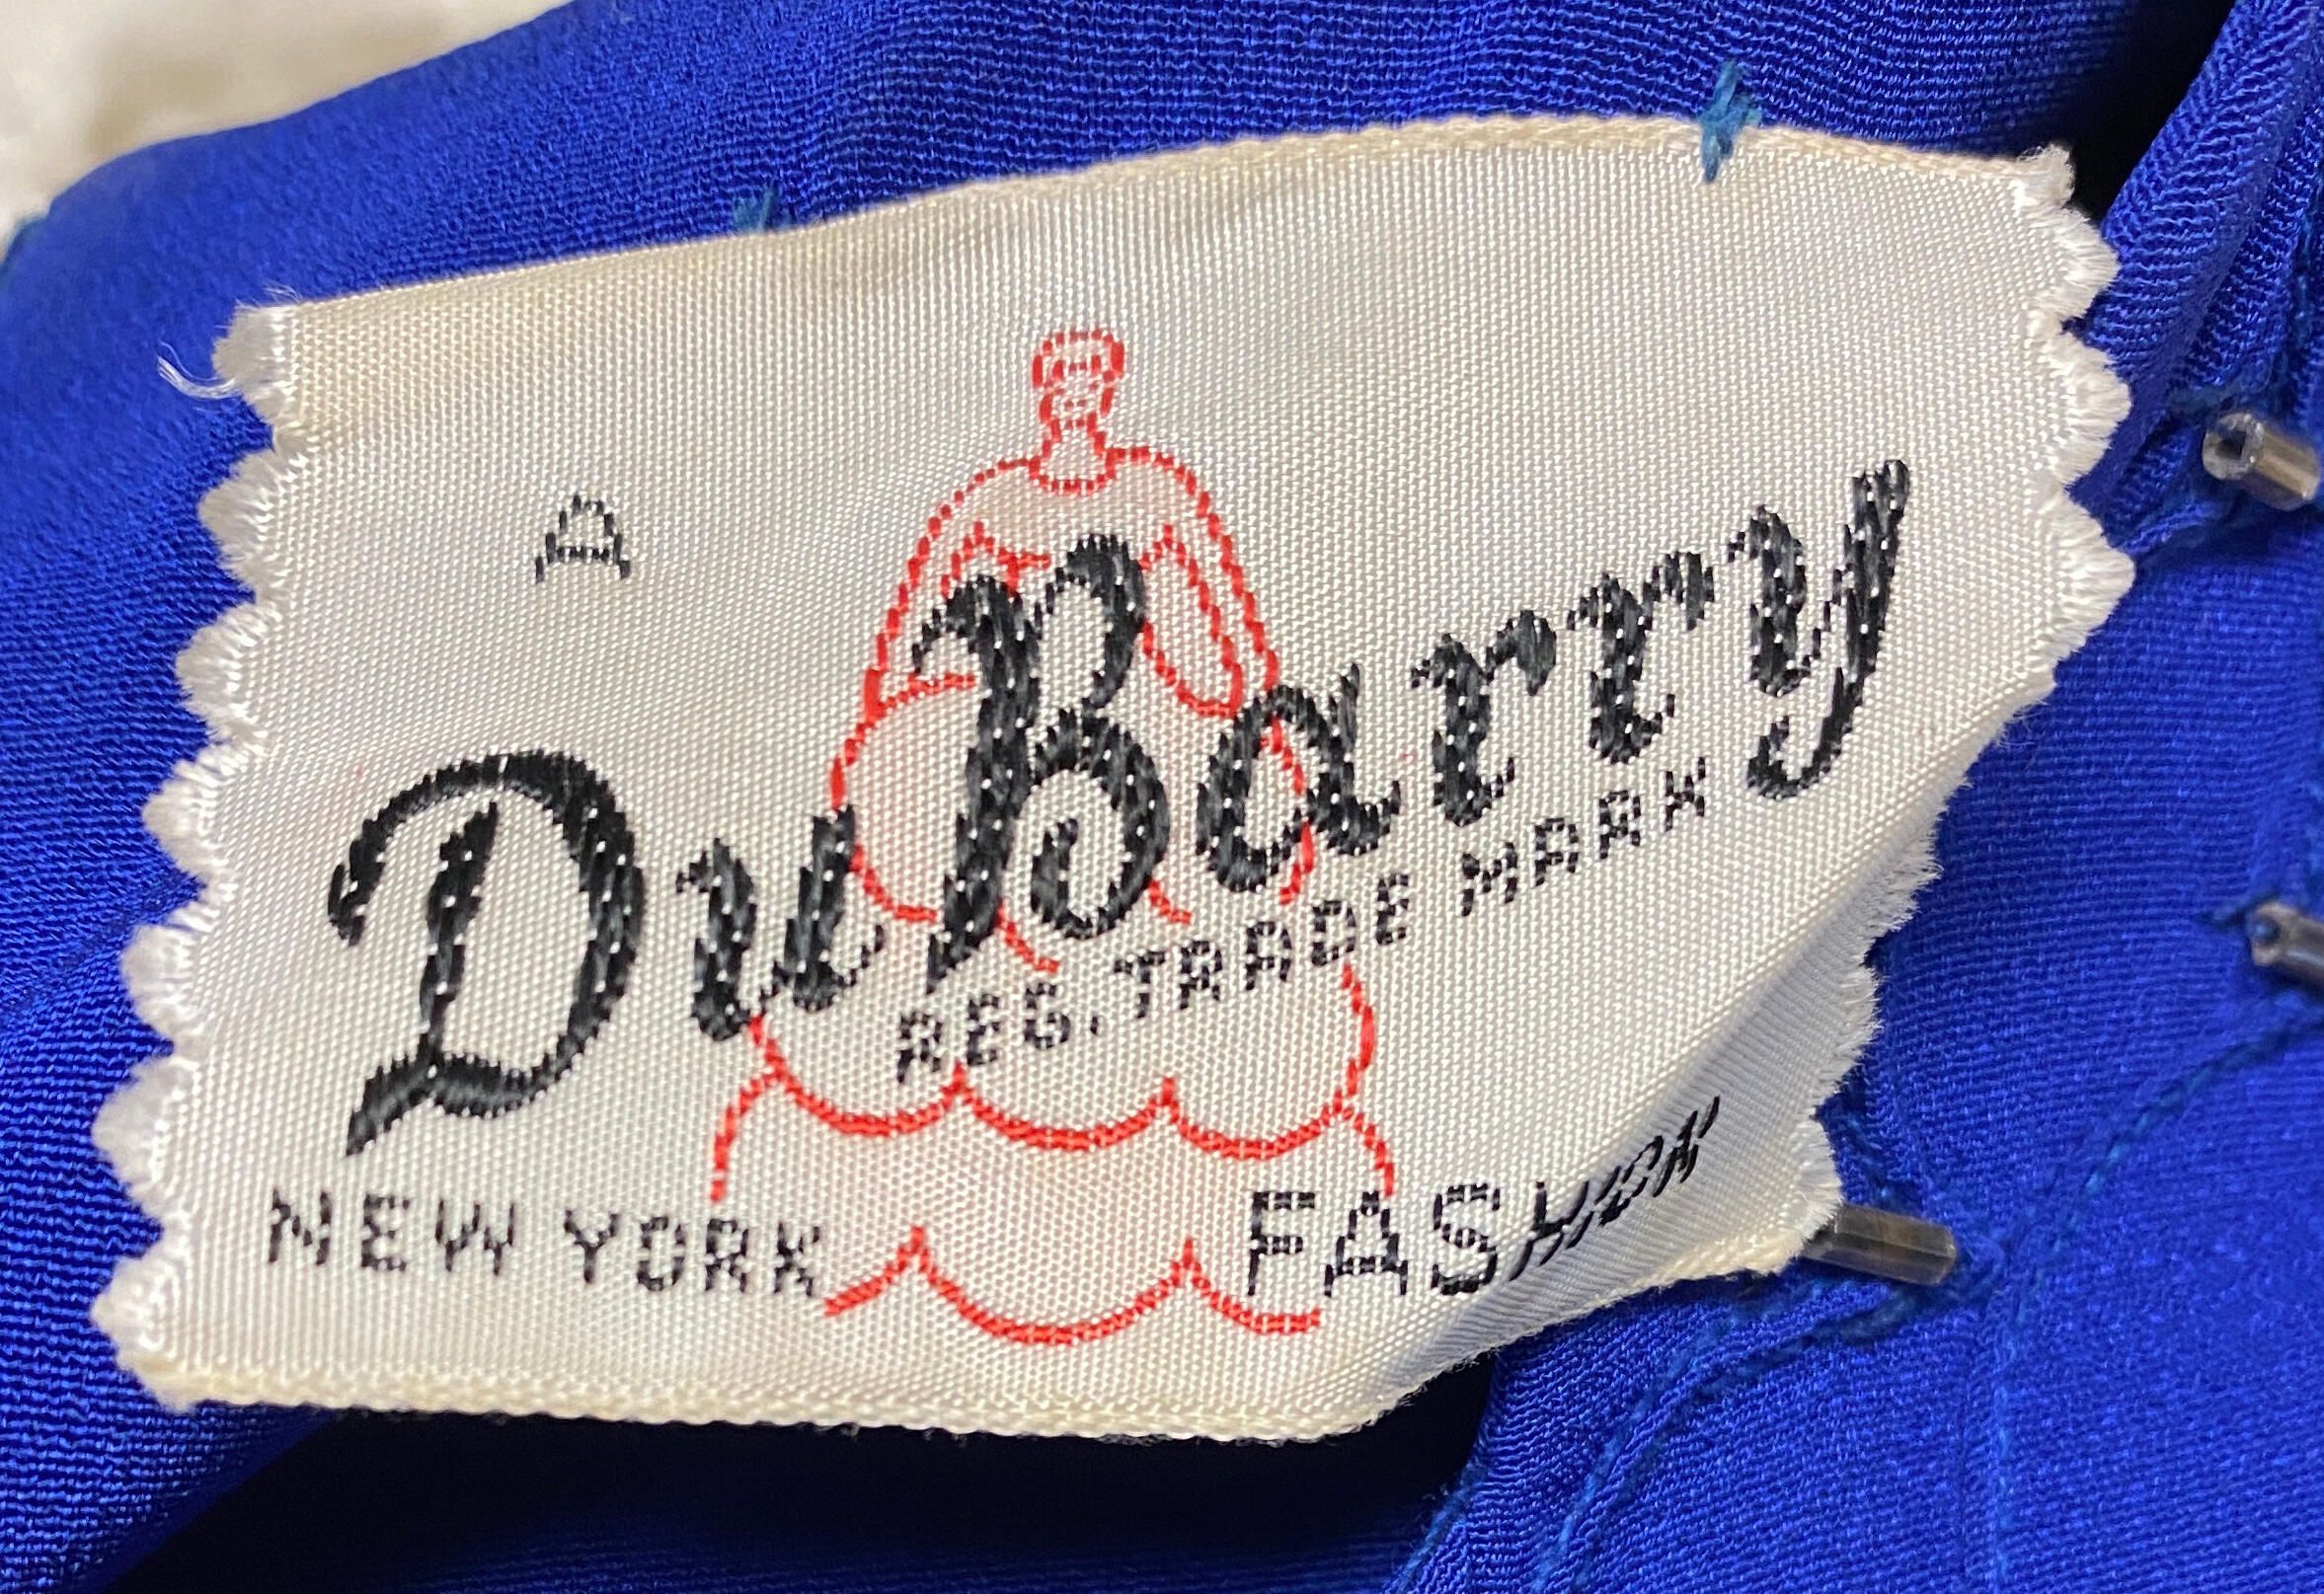 A
DuBarry
REG. TRADE MARK
NEW YORK FASHION